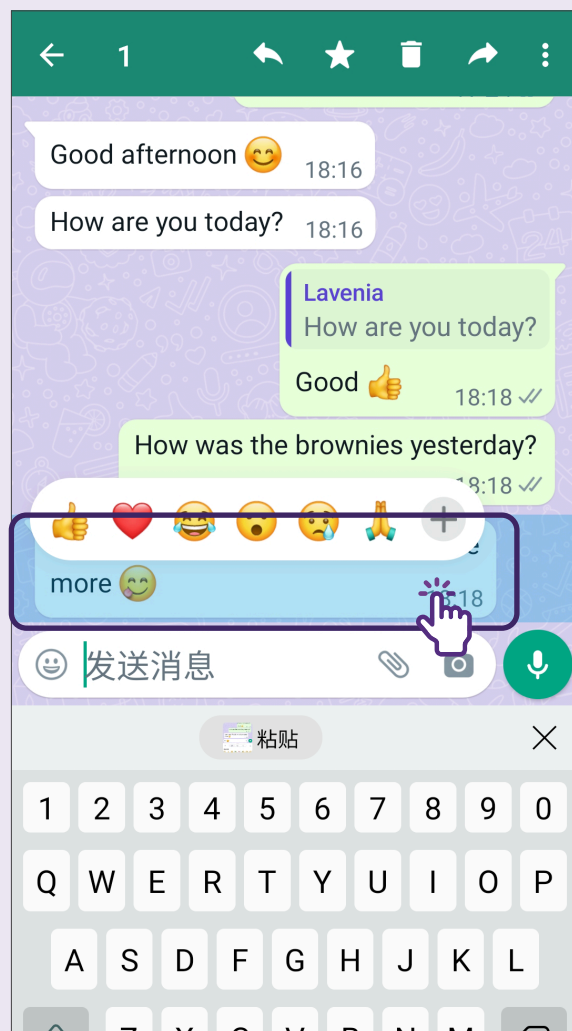 1
Good afternoon 😊 18:16
How are you today? 18:16
Lavenia
How are you today?
Good 👍 18:18
How was the brownies yesterday?
18:18
more 😋 18:18
发送消息
粘贴
1 2 3 4 5 6 7 8 9 0
Q W E R T Y U I O P
A S D F G H J K L